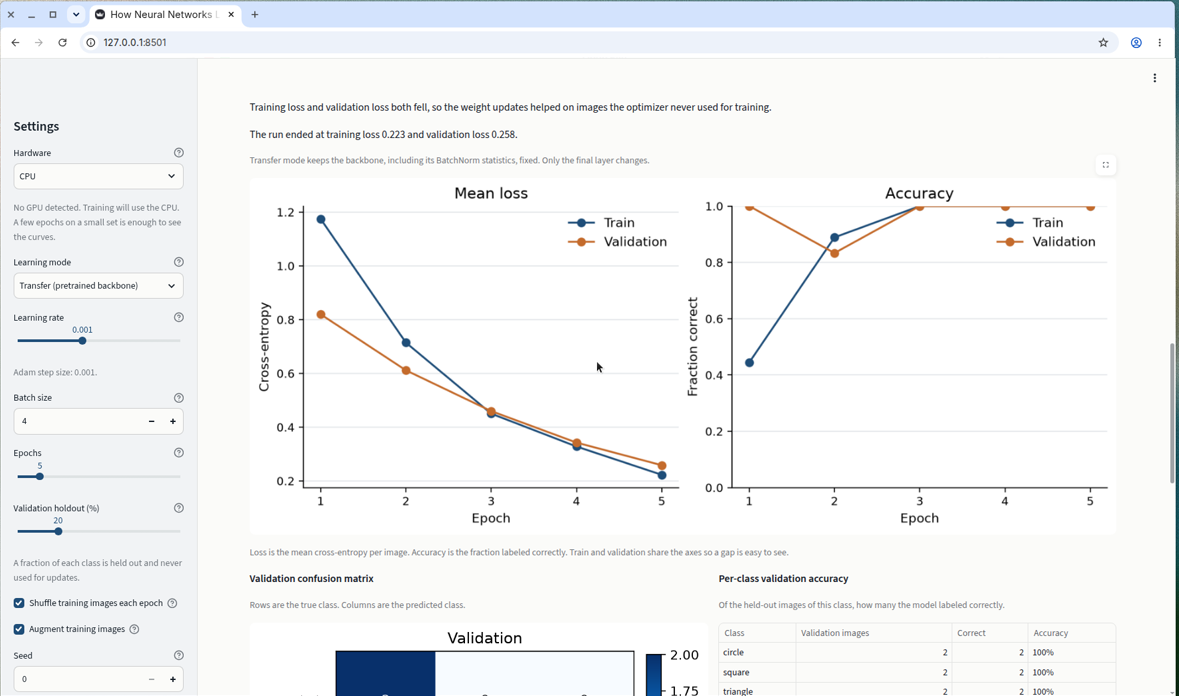 How Neural Networks L
127.0.0.1:8501
Settings
Hardware
CPU
No GPU detected. Training will use the CPU.
A few epochs on a small set is enough to see
the curves.
Learning mode
Transfer (pretrained backbone)
Learning rate
0.001
Adam step size: 0.001.
Batch size
4
Epochs
5
Validation holdout (%)
20
A fraction of each class is held out and never
used for updates.
Shuffle training images each epoch
Augment training images
Seed
0
Training loss and validation loss both fell, so the weight updates helped on images the optimizer never used for training.
The run ended at training loss 0.223 and validation loss 0.258.
Transfer mode keeps the backbone, including its BatchNorm statistics, fixed. Only the final layer changes.
Mean loss
Cross-entropy
1.2
1.0
0.8
0.6
0.4
0.2
Train
Validation
1 2 3 4 5
Epoch
Accuracy
Fraction correct
1.0
0.8
0.6
0.4
0.2
0.0
Train
Validation
1 2 3 4 5
Epoch
Loss is the mean cross-entropy per image. Accuracy is the fraction labeled correctly. Train and validation share the axes so a gap is easy to see.
Validation confusion matrix
Rows are the true class. Columns are the predicted class.
Validation
2.00
1.75
Per-class validation accuracy
Of the held-out images of this class, how many the model labeled correctly.
Class Validation images Correct Accuracy
circle 2 2 100%
square 2 2 100%
triangle 2 2 100%